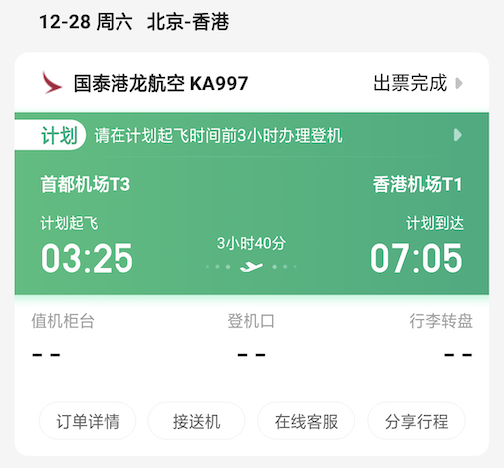 12-28 周六 北京-香港
国泰港龙航空 KA997 出票完成
计划 请在计划起飞时间前3小时办理登机
首都机场T3 香港机场T1
计划起飞 计划到达
03:25 3小时40分 07:05
值机柜台 登机口 行李转盘
-- -- --
订单详情 接送机 在线客服 分享行程